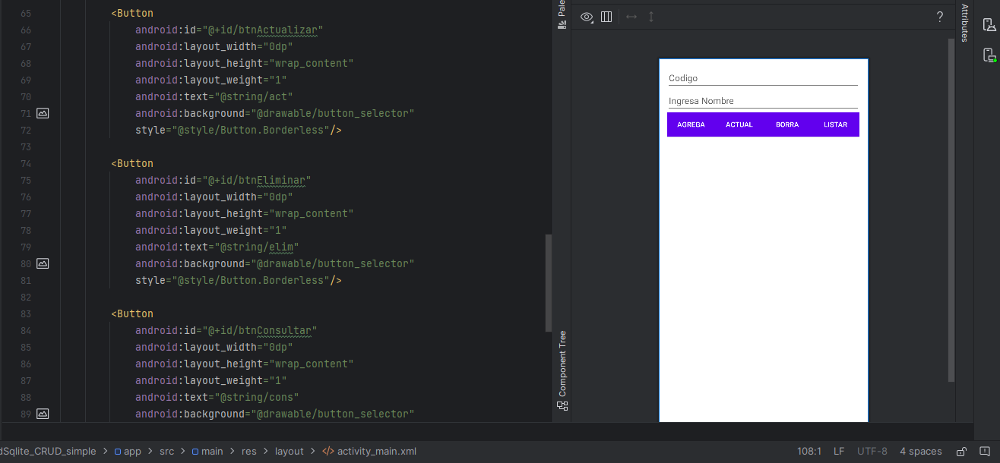 65 <Button
66 android:id="@+id/btnActualizar"
67 android:layout_width="0dp"
68 android:layout_height="wrap_content"
69 android:layout_weight="1"
70 android:text="@string/act"
71 android:background="@drawable/button_selector"
72 style="@style/Button.Borderless"/>
73
74 <Button
75 android:id="@+id/btnEliminar"
76 android:layout_width="0dp"
77 android:layout_height="wrap_content"
78 android:layout_weight="1"
79 android:text="@string/elim"
80 android:background="@drawable/button_selector"
81 style="@style/Button.Borderless"/>
82
83 <Button
84 android:id="@+id/btnConsultar"
85 android:layout_width="0dp"
86 android:layout_height="wrap_content"
87 android:layout_weight="1"
88 android:text="@string/cons"
89 android:background="@drawable/button_selector"
Pale
Component Tree
?
Codigo
Ingresa Nombre
AGREGA ACTUAL BORRA LISTAR
Attributes
dSqlite_CRUD_simple > app > src > main > res > layout > </> activity_main.xml
108:1 LF UTF-8 4 spaces